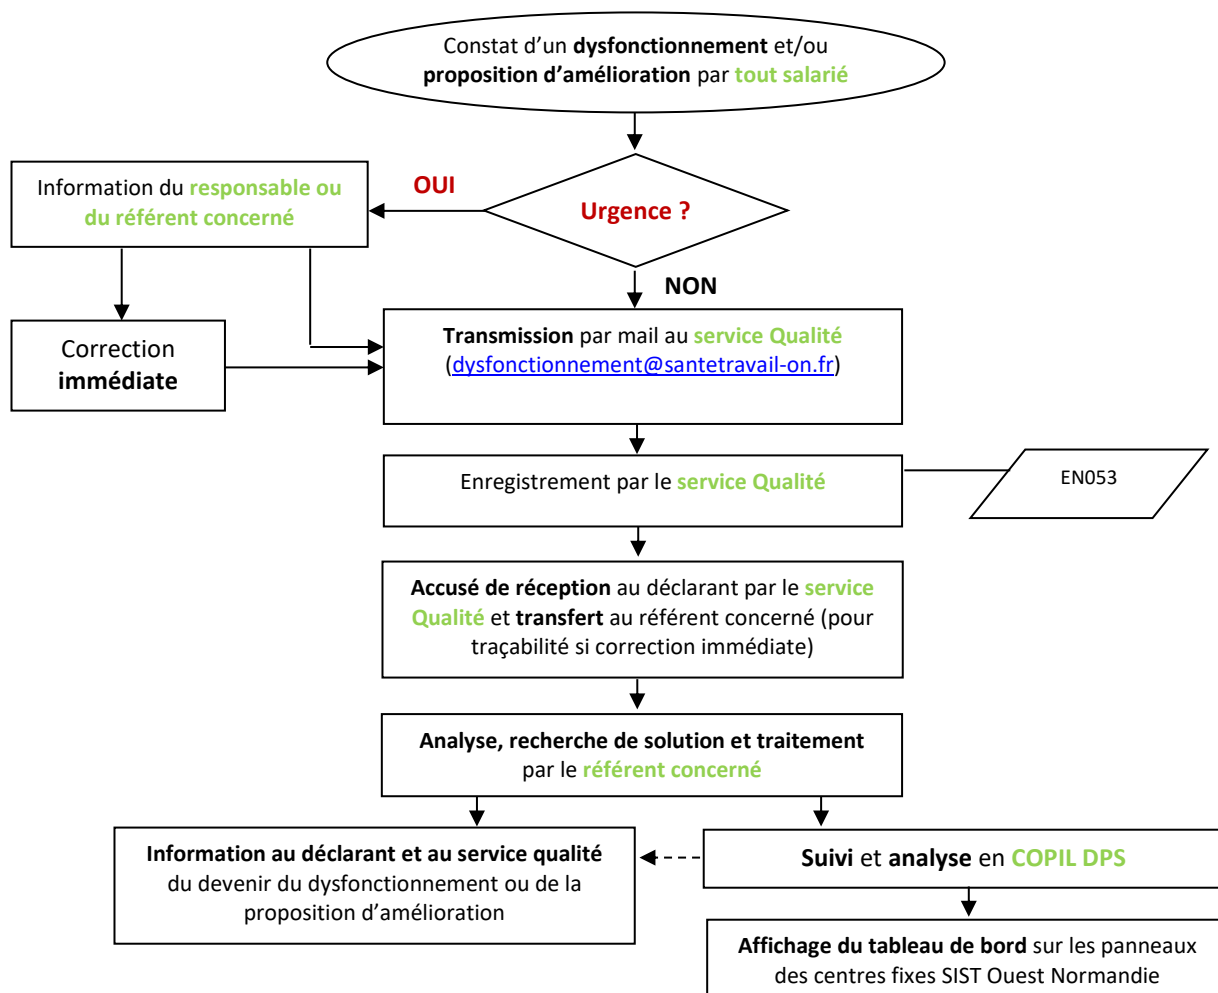 Constat d’un dysfonctionnement et/ou
proposition d’amélioration par tout salarié
Information du responsable ou
du référent concerné
OUI
Urgence ?
NON
Correction
immédiate
Transmission par mail au service Qualité
(dysfonctionnement@santetravail-on.fr)
Enregistrement par le service Qualité
EN053
Accusé de réception au déclarant par le service
Qualité et transfert au référent concerné (pour
traçabilité si correction immédiate)
Analyse, recherche de solution et traitement
par le référent concerné
Information au déclarant et au service qualité
du devenir du dysfonctionnement ou de la
proposition d’amélioration
Suivi et analyse en COPIL DPS
Affichage du tableau de bord sur les panneaux
des centres fixes SIST Ouest Normandie